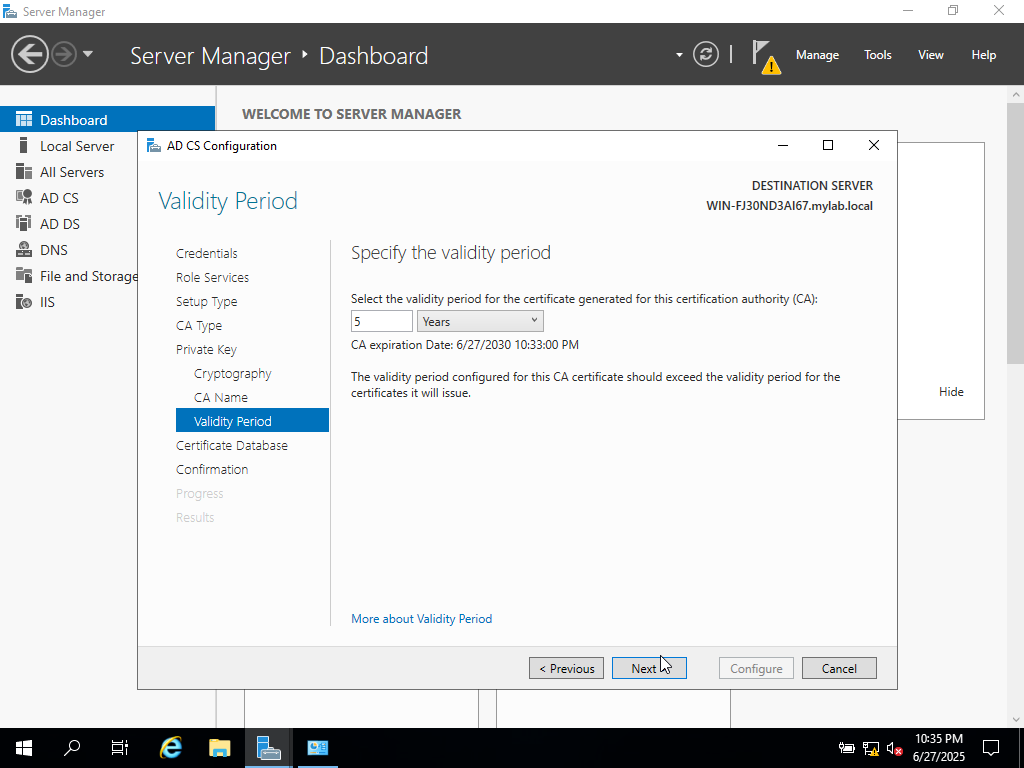 Server Manager
Server Manager ‣ Dashboard
Manage
Tools
View
Help
Dashboard
Local Server
All Servers
AD CS
AD DS
DNS
File and Storage
IIS
WELCOME TO SERVER MANAGER
Hide
AD CS Configuration
Validity Period
DESTINATION SERVER
WIN-FJ30ND3AI67.mylab.local
Credentials
Role Services
Setup Type
CA Type
Private Key
Cryptography
CA Name
Validity Period
Certificate Database
Confirmation
Progress
Results
Specify the validity period
Select the validity period for the certificate generated for this certification authority (CA):
5
Years
CA expiration Date: 6/27/2030 10:33:00 PM
The validity period configured for this CA certificate should exceed the validity period for the
certificates it will issue.
More about Validity Period
< Previous
Next
Configure
Cancel
10:35 PM
6/27/2025